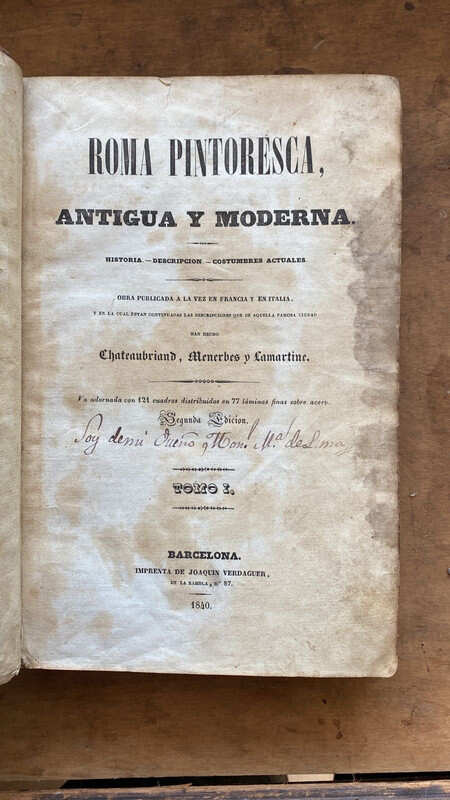 ROMA PINTORESCA,
ANTIGUA Y MODERNA.
HISTORIA.—DESCRIPCION.—COSTUMBRES ACTUALES.
OBRA PUBLICADA Á LA VEZ EN FRANCIA Y EN ITALIA,
Y EN LA CUAL ESTAN CONTINUADAS LAS DESCRIPCIONES QUE DE AQUELLA FAMOSA CIUDAD
HAN HECHO
Chateaubriand, Menerbes y Lamartine.
Va adornada con 121 cuadros distribuidos en 77 láminas finas sobre acero.
Segunda Edicion.
Soy de mi Dueño Man.l M.a de
TOMO I.
BARCELONA.
IMPRENTA DE JOAQUIN VERDAGUER,
DE LA RAMBLA, N.º 87.
1840.